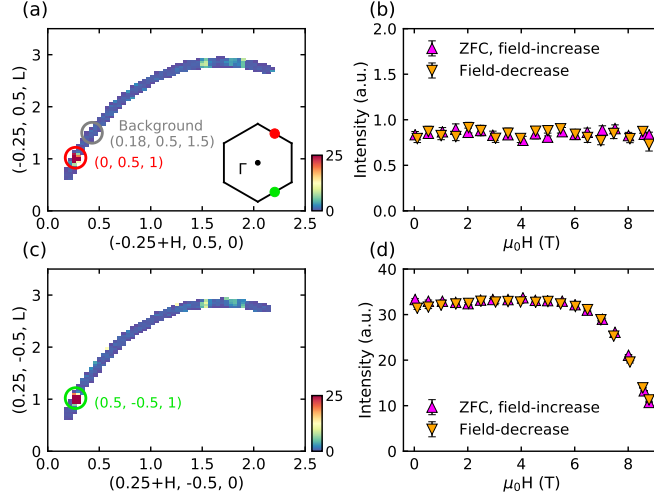 (a)
(-0.25, 0.5, L)
3
2
1
0
Background
(0.18, 0.5, 1.5)
(0, 0.5, 1)
Γ
25
0
0.0 0.5 1.0 1.5 2.0 2.5
(-0.25+H, 0.5, 0)
(b)
Intensity (a.u.)
2.0
1.5
1.0
0.5
0.0
ZFC, field-increase
Field-decrease
0 2 4 6 8
μ0H (T)
(c)
(0.25, -0.5, L)
3
2
1
0
(0.5, -0.5, 1)
25
0
0.0 0.5 1.0 1.5 2.0 2.5
(0.25+H, -0.5, 0)
(d)
Intensity (a.u.)
40
30
20
10
0
ZFC, field-increase
Field-decrease
0 2 4 6 8
μ0H (T)